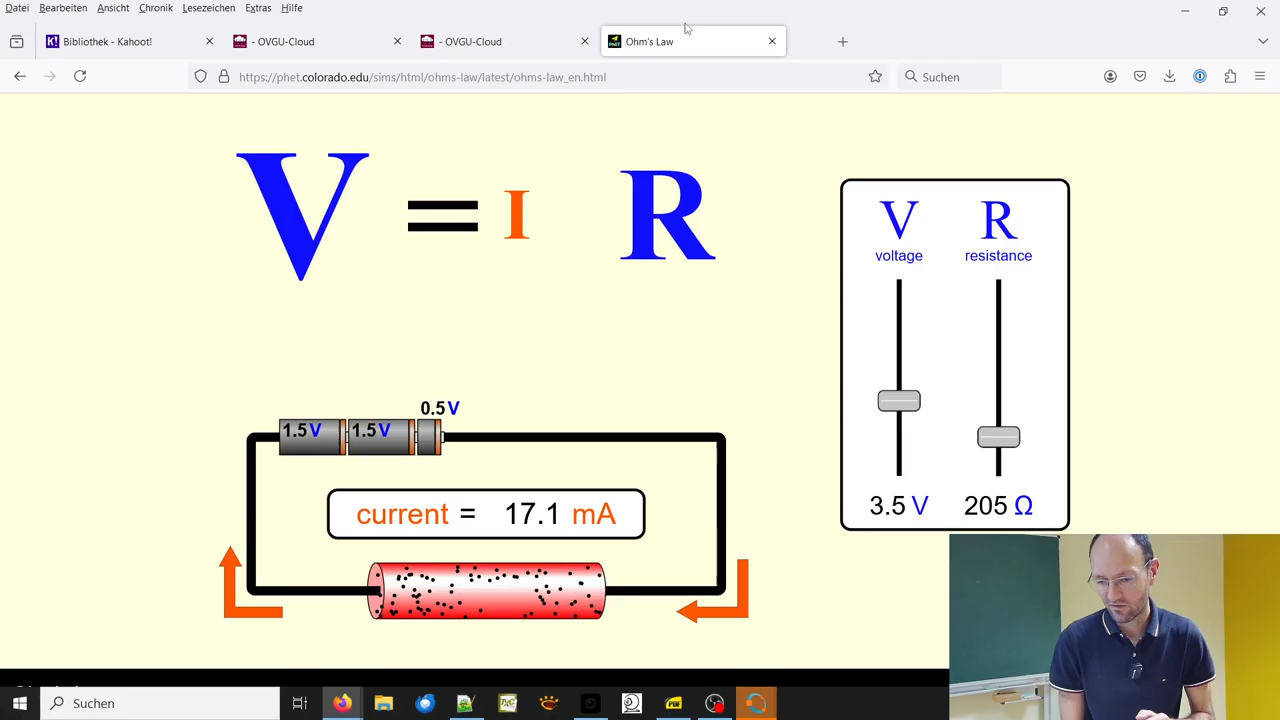 Datei Bearbeiten Ansicht Chronik Lesezeichen Extras Hilfe
Bibliothek - Kahoot! - OVGU-Cloud - OVGU-Cloud Ohm's Law
https://phet.colorado.edu/sims/html/ohms-law/latest/ohms-law_en.html Suchen
V = I R
V R
voltage resistance
0.5 V
1.5 V 1.5 V
3.5 V 205 Ω
current = 17.1 mA
Suchen